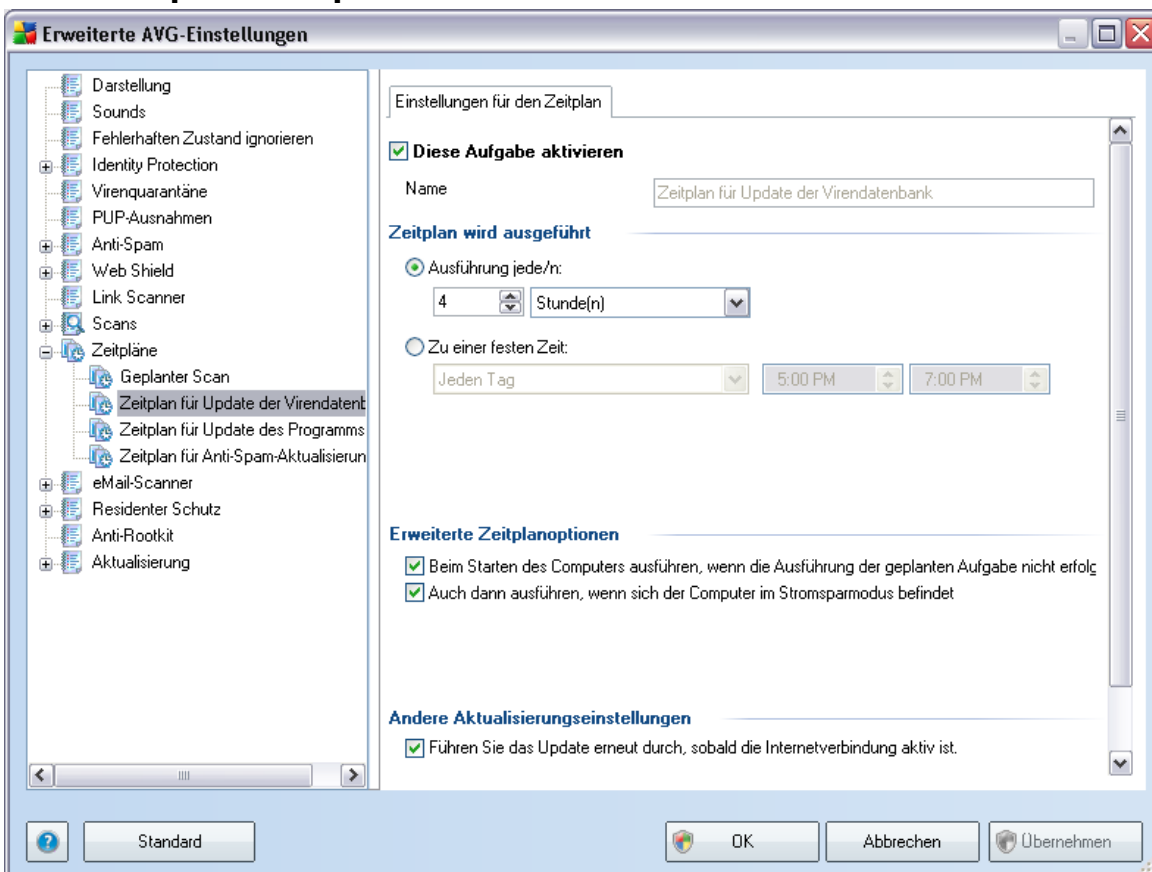 Erweiterte AVG-Einstellungen
Darstellung
Sounds
Fehlerhaften Zustand ignorieren
Identity Protection
Virenquarantäne
PUP-Ausnahmen
Anti-Spam
Web Shield
Link Scanner
Scans
Zeitpläne
Geplanter Scan
Zeitplan für Update der Virendatent
Zeitplan für Update des Programms
Zeitplan für Anti-Spam-Aktualisierun
eMail-Scanner
Residenter Schutz
Anti-Rootkit
Aktualisierung
Einstellungen für den Zeitplan
Diese Aufgabe aktivieren
Name
Zeitplan für Update der Virendatenbank
Zeitplan wird ausgeführt
Ausführung jede/n:
4 Stunde(n)
Zu einer festen Zeit:
Jeden Tag 5:00 PM 7:00 PM
Erweiterte Zeitplanoptionen
Beim Starten des Computers ausführen, wenn die Ausführung der geplanten Aufgabe nicht erfolg
Auch dann ausführen, wenn sich der Computer im Stromsparmodus befindet
Andere Aktualisierungseinstellungen
Führen Sie das Update erneut durch, sobald die Internetverbindung aktiv ist.
Standard
OK
Abbrechen
Übernehmen